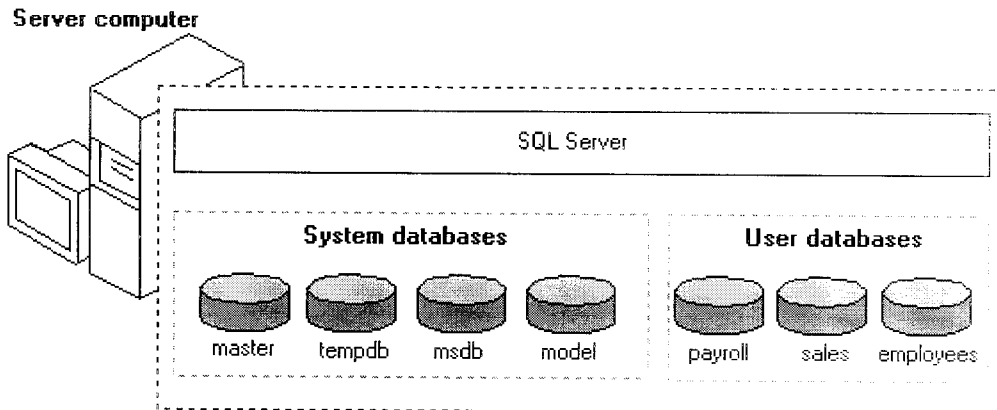 Server computer
SQL Server
System databases
User databases
master
tempdb
msdb
model
payroll
sales
employees